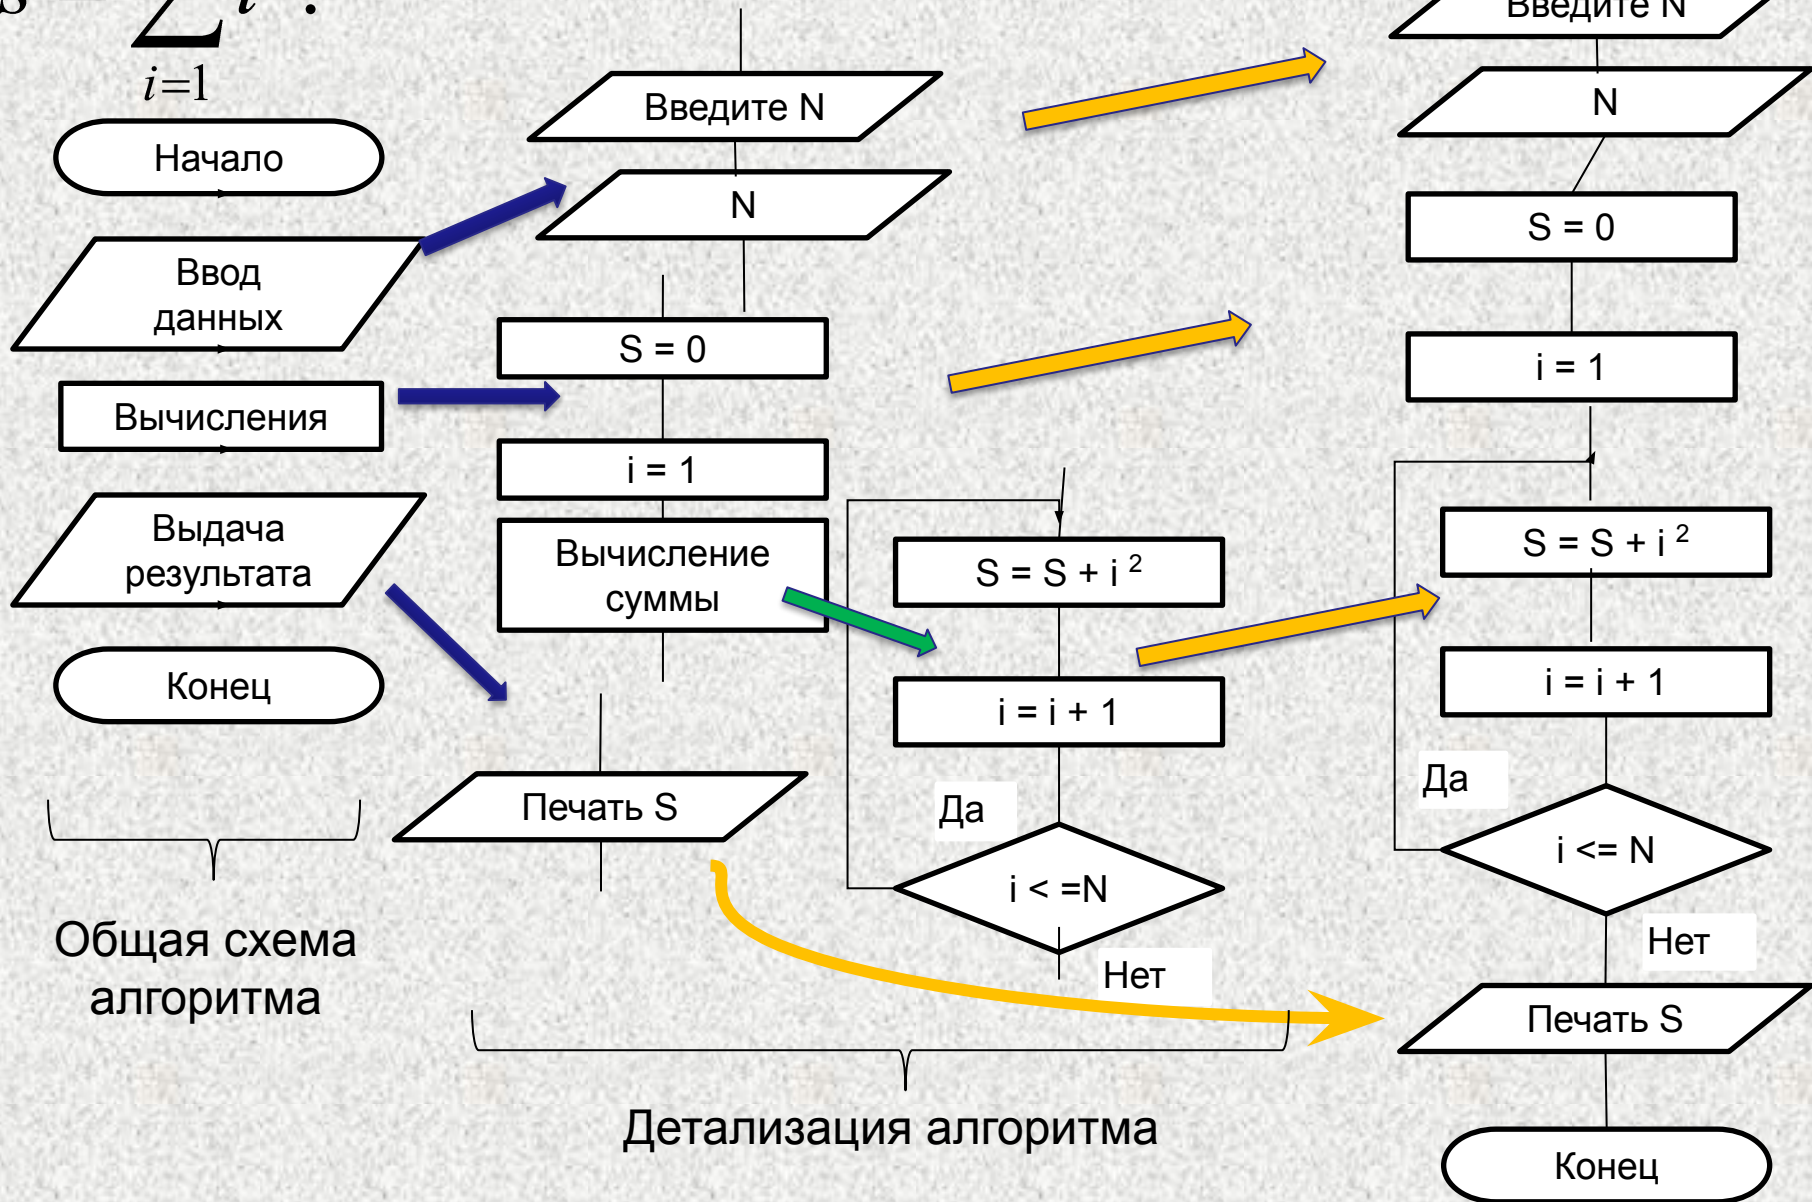 i=1
Начало
Ввод
данных
Вычисления
Выдача
результата
Конец
Общая схема
алгоритма
Введите N
N
S = 0
i = 1
Вычисление
суммы
Печать S
S = S + i ²
i = i + 1
Да
i < =N
Нет
Детализация алгоритма
Введите N
N
S = 0
i = 1
S = S + i ²
i = i + 1
Да
i <= N
Нет
Печать S
Конец